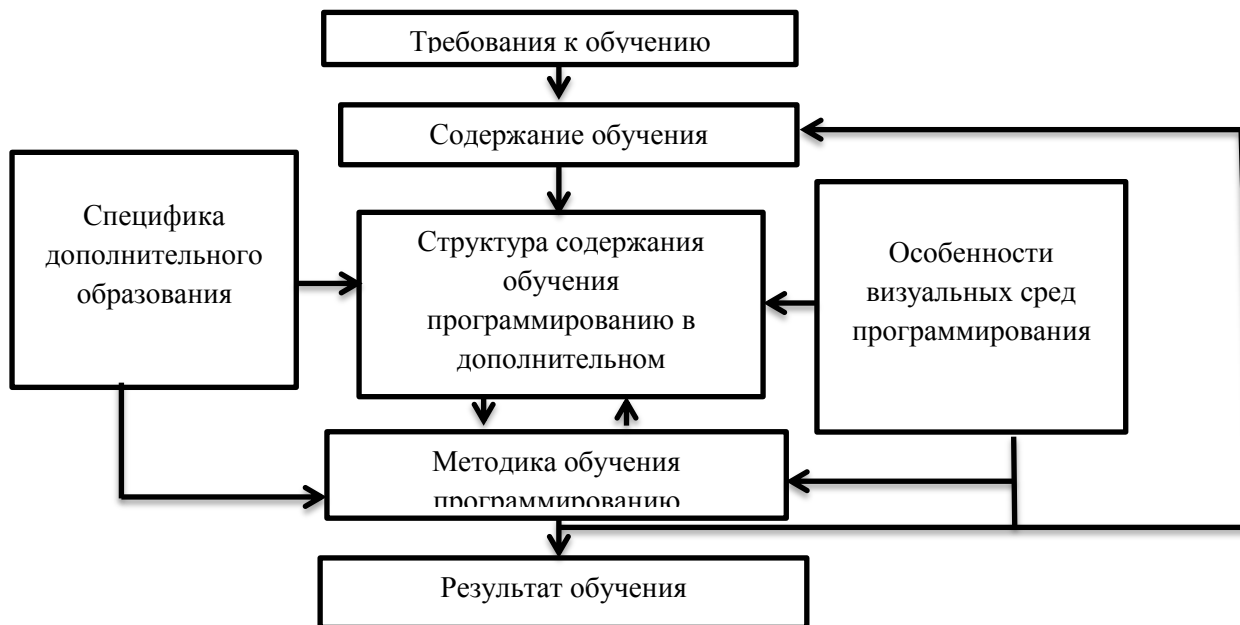 Требования к обучению
Содержание обучения
Специфика
дополнительного
образования
Структура содержания
обучения
программированию в
дополнительном
Особенности
визуальных сред
программирования
Методика обучения
программированию
Результат обучения